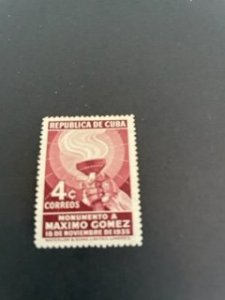 REPUBLICA DE CUBA
4¢
CORREOS
MONUMENTO A
MAXIMO GOMEZ
18 DE NOVIEMBRE DE 1935